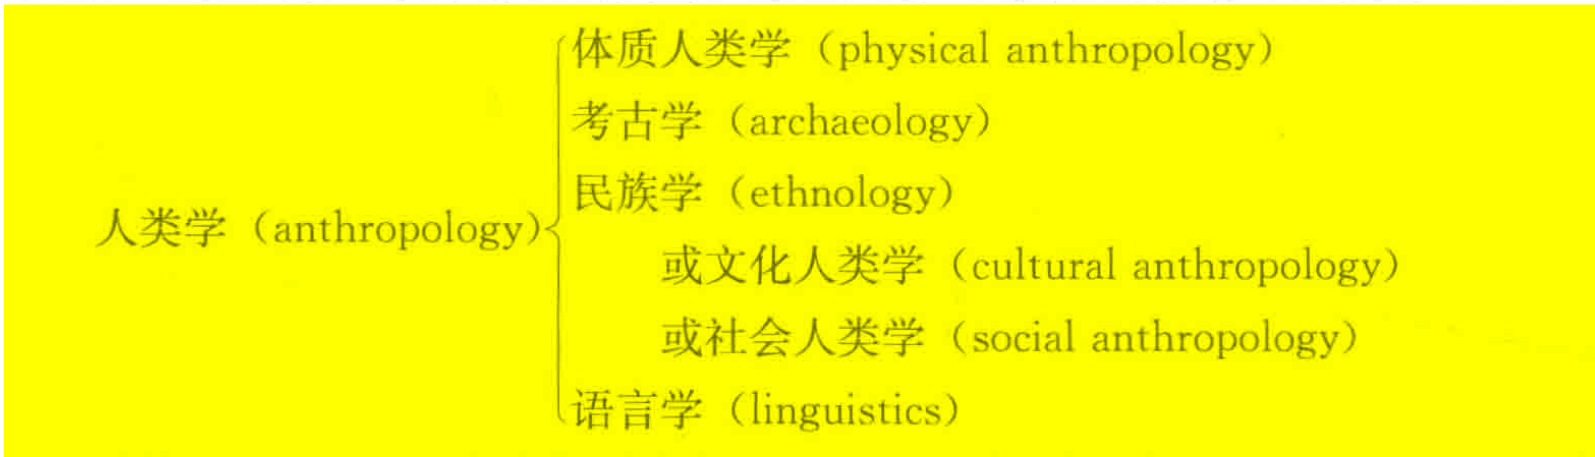 体质人类学（physical anthropology）
考古学（archaeology）
民族学（ethnology）
人类学（anthropology）
或文化人类学（cultural anthropology）
或社会人类学（social anthropology）
语言学（linguistics）